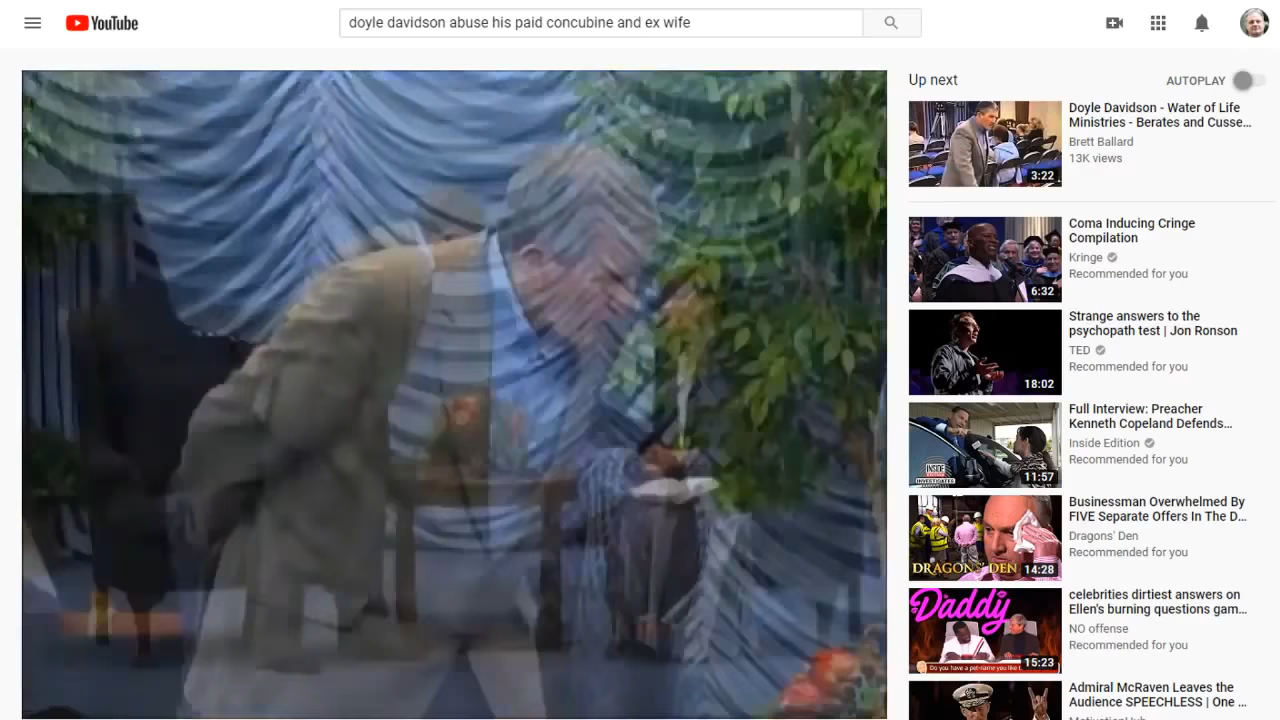 YouTube
doyle davidson abuse his paid concubine and ex wife
Up next
AUTOPLAY
Doyle Davidson - Water of Life
Ministries - Berates and Cusse...
Brett Ballard
13K views
3:22
Coma Inducing Cringe
Compilation
Kringe
Recommended for you
6:32
Strange answers to the
psychopath test | Jon Ronson
TED
Recommended for you
18:02
Full Interview: Preacher
Kenneth Copeland Defends...
Inside Edition
Recommended for you
INSIDE
11:57
Businessman Overwhelmed By
FIVE Separate Offers In The D...
Dragons' Den
Recommended for you
DRAGONS' DEN
14:28
celebrities dirtiest answers on
Ellen's burning questions gam...
NO offense
Recommended for you
Daddy
15:23
Admiral McRaven Leaves the
Audience SPEECHLESS | One ...